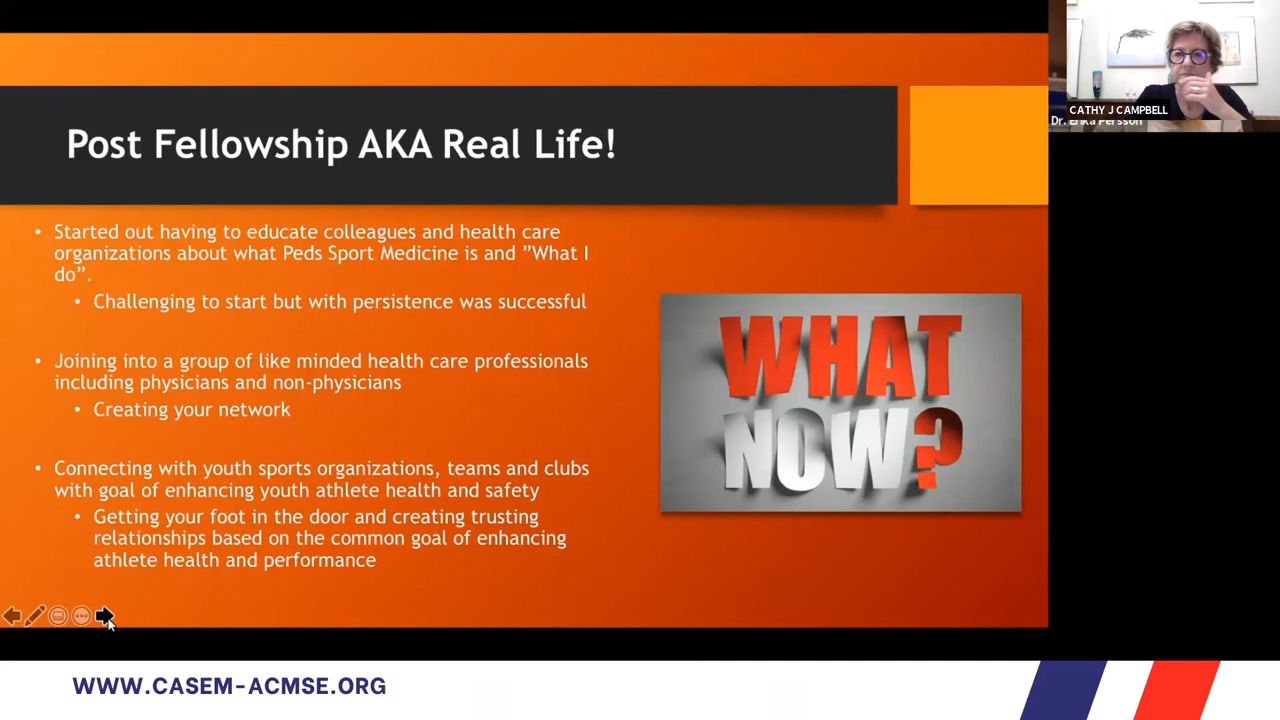 Post Fellowship AKA Real Life!
• Started out having to educate colleagues and health care
organizations about what Peds Sport Medicine is and ”What I
do”.
• Challenging to start but with persistence was successful
• Joining into a group of like minded health care professionals
including physicians and non-physicians
• Creating your network
• Connecting with youth sports organizations, teams and clubs
with goal of enhancing youth athlete health and safety
• Getting your foot in the door and creating trusting
relationships based on the common goal of enhancing
athlete health and performance
WHAT
NOW?
CATHY J CAMPBELL
Dr. Erika Persson
WWW.CASEM-ACMSE.ORG